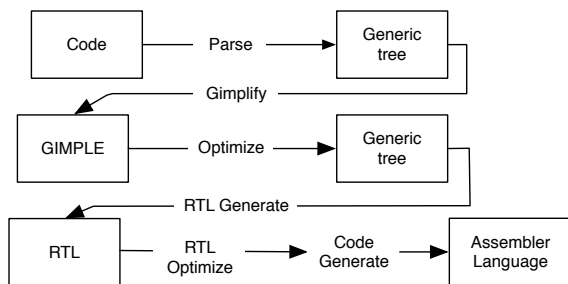 Code
Parse
Generic
tree
Gimplify
GIMPLE
Optimize
Generic
tree
RTL Generate
RTL
RTL
Optimize
Code
Generate
Assembler
Language